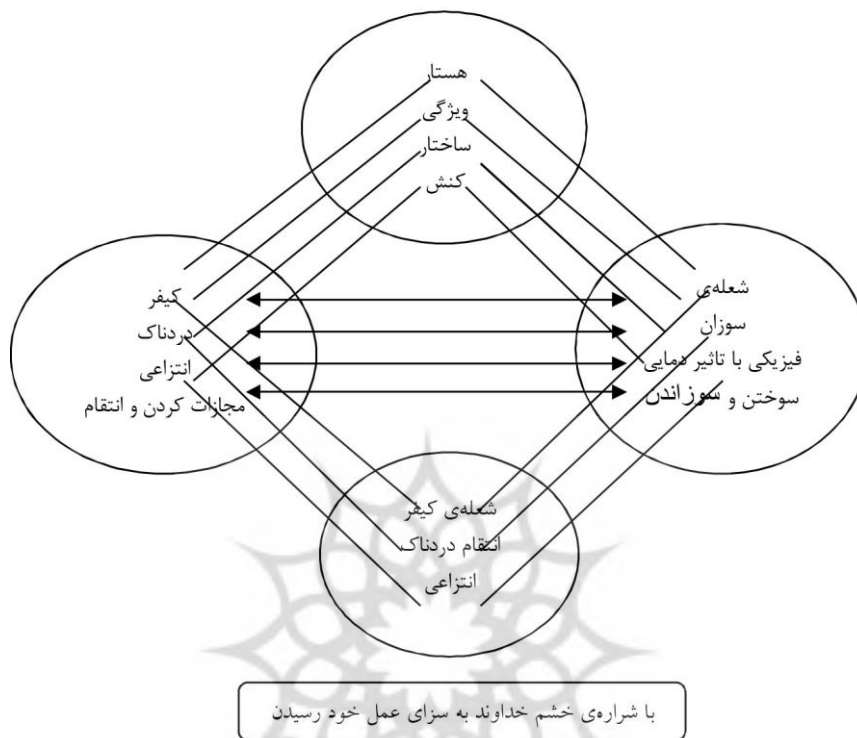 هستار
ویژگی
ساختار
کنش
شعله‌ی
سوزان
فیزیکی با تاثیر دمایی
سوختن و سوزاندن
کیفر
دردناک
انتزاعی
مجازات کردن و انتقام
شعله‌ی کیفر
انتقام دردناک
انتزاعی
با شراره‌ی خشم خداوند به سزای عمل خود رسیدن